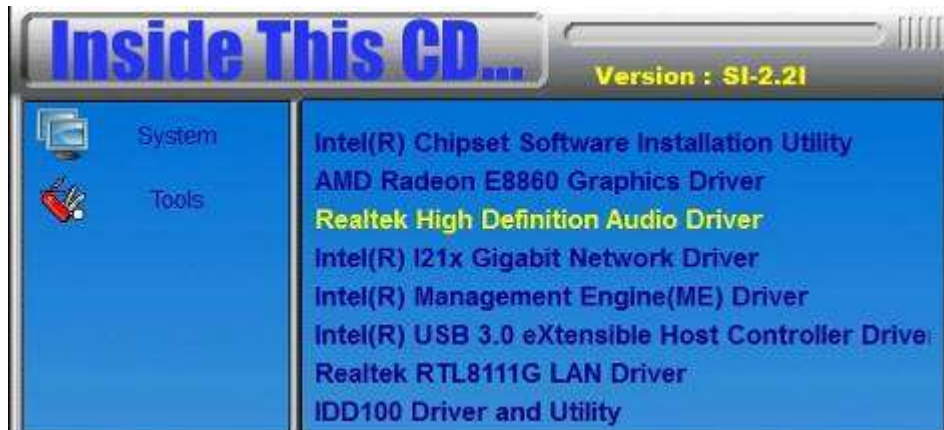 Inside This CD...
Version : SI-2.2I
System
Tools
Intel(R) Chipset Software Installation Utility
AMD Radeon E8860 Graphics Driver
Realtek High Definition Audio Driver
Intel(R) I21x Gigabit Network Driver
Intel(R) Management Engine(ME) Driver
Intel(R) USB 3.0 eXtensible Host Controller Drive
Realtek RTL8111G LAN Driver
IDD100 Driver and Utility